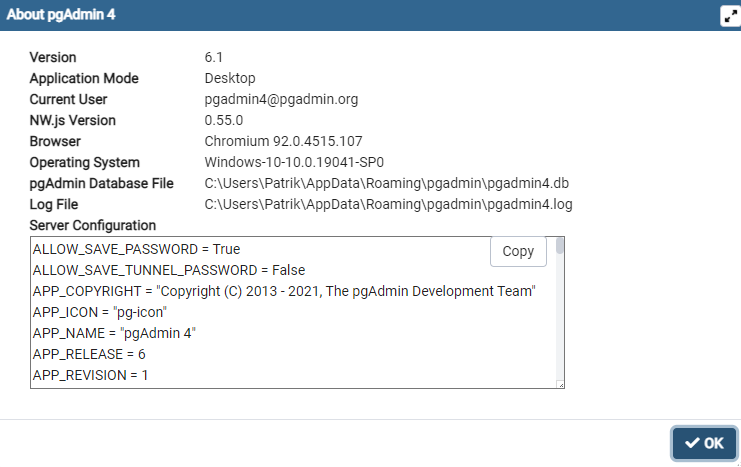 About pgAdmin 4
Version 6.1
Application Mode Desktop
Current User pgadmin4@pgadmin.org
NW.js Version 0.55.0
Browser Chromium 92.0.4515.107
Operating System Windows-10-10.0.19041-SP0
pgAdmin Database File C:\Users\Patrik\AppData\Roaming\pgadmin\pgadmin4.db
Log File C:\Users\Patrik\AppData\Roaming\pgadmin\pgadmin4.log
Server Configuration
ALLOW_SAVE_PASSWORD = True
Copy
ALLOW_SAVE_TUNNEL_PASSWORD = False
APP_COPYRIGHT = "Copyright (C) 2013 - 2021, The pgAdmin Development Team"
APP_ICON = "pg-icon"
APP_NAME = "pgAdmin 4"
APP_RELEASE = 6
APP_REVISION = 1
OK